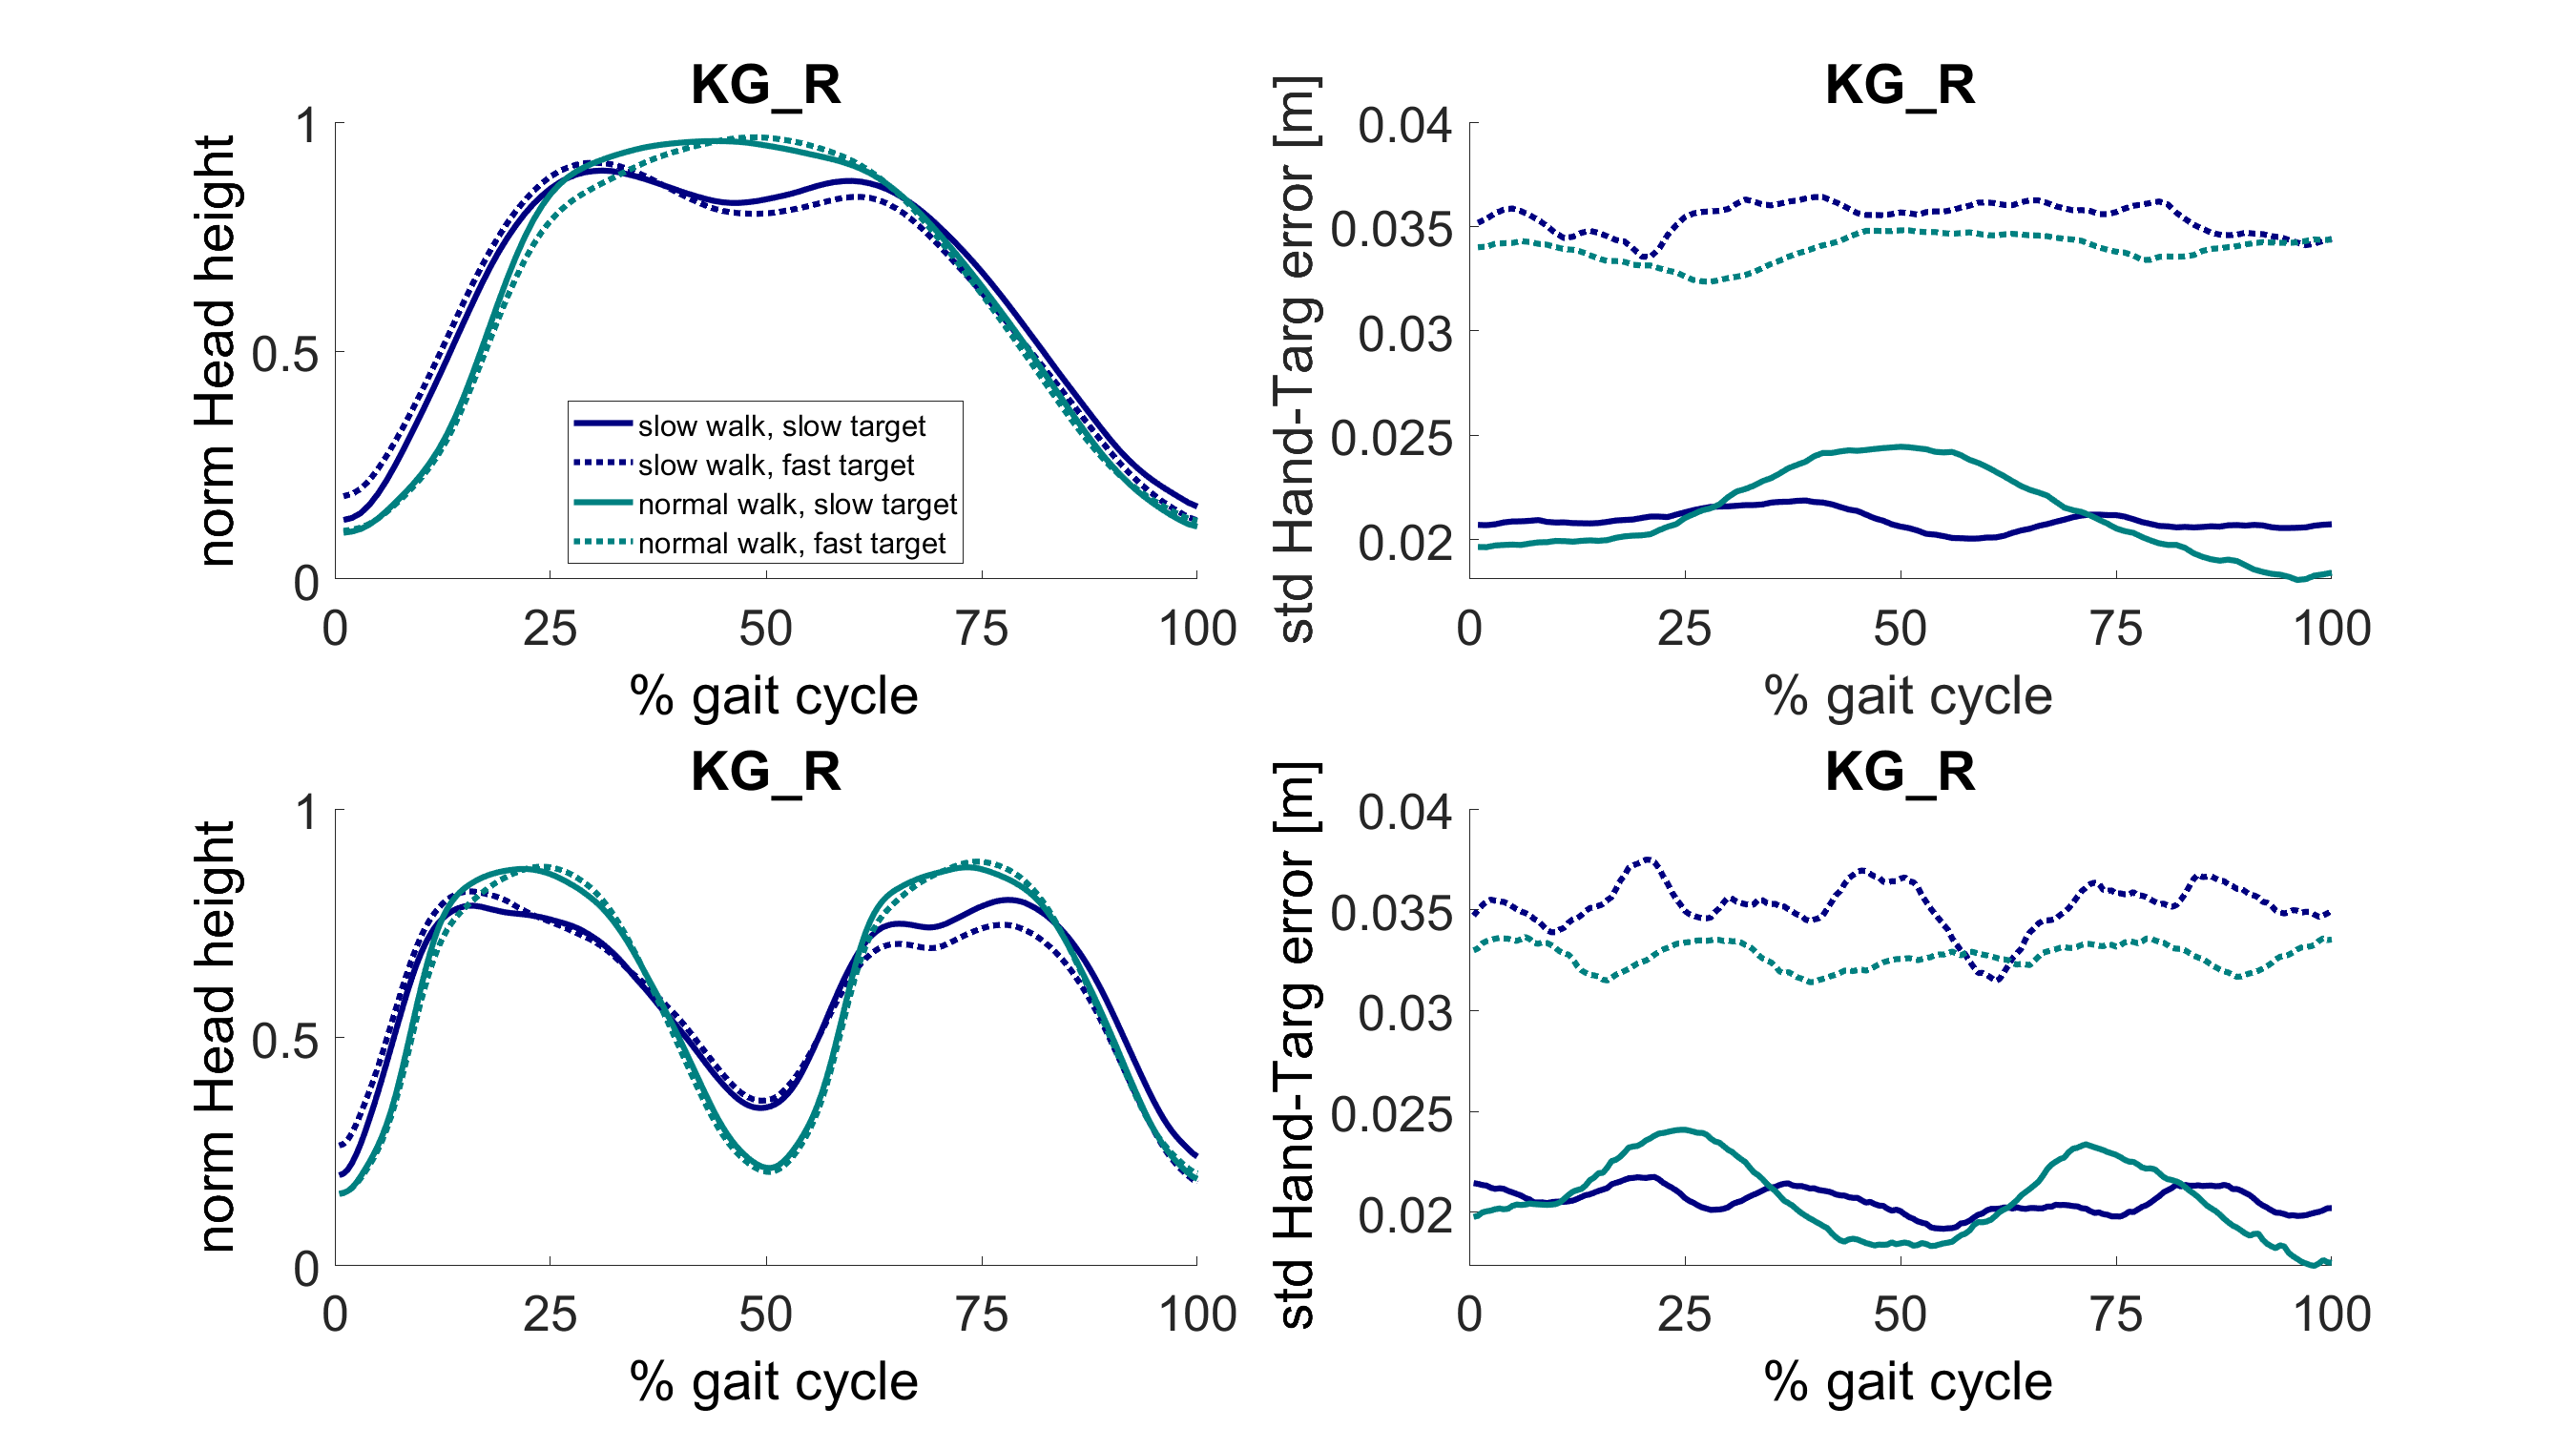 KG_R
norm Head height
1
0.5
0
slow walk, slow target
slow walk, fast target
normal walk, slow target
normal walk, fast target
0 25 50 75 100
% gait cycle
KG_R
std Hand-Targ error [m]
0.04
0.035
0.03
0.025
0.02
0 25 50 75 100
% gait cycle
KG_R
norm Head height
1
0.5
0
0 25 50 75 100
% gait cycle
KG_R
std Hand-Targ error [m]
0.04
0.035
0.03
0.025
0.02
0 25 50 75 100
% gait cycle